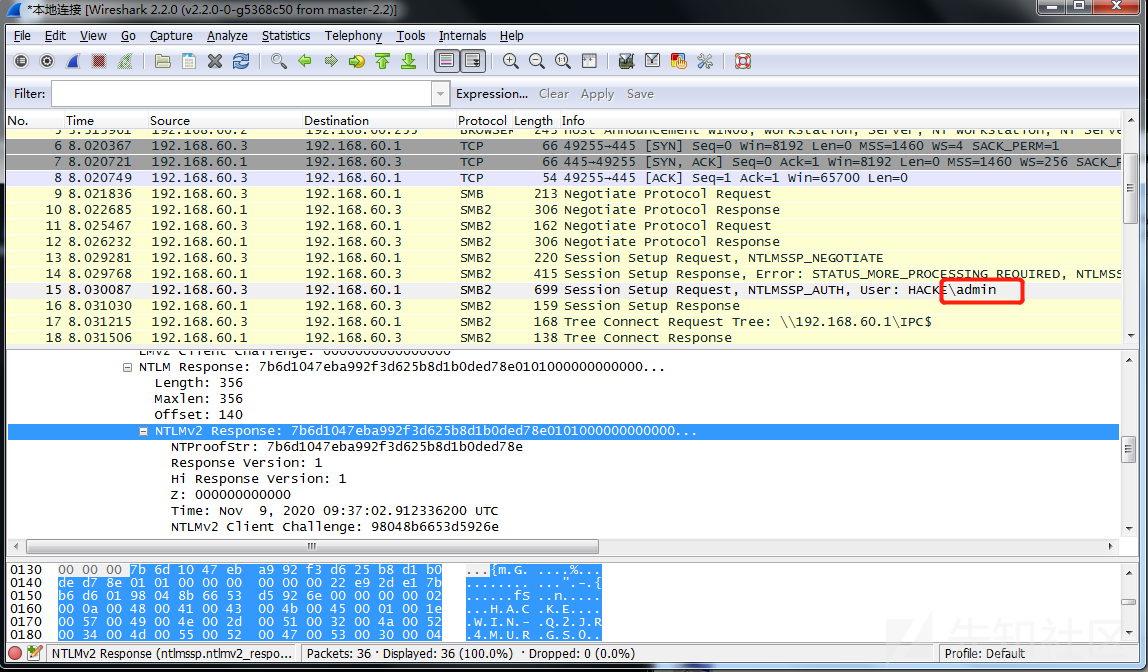 *本地连接 [Wireshark 2.2.0 (v2.2.0-0-g5368c50 from master-2.2)]
File Edit View Go Capture Analyze Statistics Telephony Tools Internals Help
Filter: Expression... Clear Apply Save
No. Time Source Destination Protocol Length Info
5 8.313961 192.168.60.2 192.168.60.255 BROWSER 243 Host Announcement WIN08, Workstation, Server, NT Workstation, NT Serve
6 8.020367 192.168.60.3 192.168.60.1 TCP 66 49255→445 [SYN] Seq=0 Win=8192 Len=0 MSS=1460 WS=4 SACK_PERM=1
7 8.020721 192.168.60.1 192.168.60.3 TCP 66 445→49255 [SYN, ACK] Seq=0 Ack=1 Win=8192 Len=0 MSS=1460 WS=256 SACK_P
8 8.020749 192.168.60.3 192.168.60.1 TCP 54 49255→445 [ACK] Seq=1 Ack=1 Win=65700 Len=0
9 8.021836 192.168.60.3 192.168.60.1 SMB 213 Negotiate Protocol Request
10 8.022685 192.168.60.1 192.168.60.3 SMB2 306 Negotiate Protocol Response
11 8.025467 192.168.60.3 192.168.60.1 SMB2 162 Negotiate Protocol Request
12 8.026232 192.168.60.1 192.168.60.3 SMB2 306 Negotiate Protocol Response
13 8.029281 192.168.60.3 192.168.60.1 SMB2 220 Session Setup Request, NTLMSSP_NEGOTIATE
14 8.029768 192.168.60.1 192.168.60.3 SMB2 415 Session Setup Response, Error: STATUS_MORE_PROCESSING_REQUIRED, NTLMSS
15 8.030087 192.168.60.3 192.168.60.1 SMB2 699 Session Setup Request, NTLMSSP_AUTH, User: HACKE\admin
16 8.031030 192.168.60.1 192.168.60.3 SMB2 159 Session Setup Response
17 8.031215 192.168.60.3 192.168.60.1 SMB2 168 Tree Connect Request Tree: \\192.168.60.1\IPC$
18 8.031506 192.168.60.1 192.168.60.3 SMB2 138 Tree Connect Response
LMv2 Client Challenge: 0000000000000000
NTLM Response: 7b6d1047eba992f3d625b8d1b0ded78e0101000000000000...
Length: 356
Maxlen: 356
Offset: 140
NTLMv2 Response: 7b6d1047eba992f3d625b8d1b0ded78e0101000000000000...
NTProofStr: 7b6d1047eba992f3d625b8d1b0ded78e
Response Version: 1
Hi Response Version: 1
Z: 000000000000
Time: Nov 9, 2020 09:37:02.912336200 UTC
NTLMv2 Client Challenge: 98048b6653d5926e
0130 00 00 00 7b 6d 10 47 eb a9 92 f3 d6 25 b8 d1 b0 ...{m.G. ....%...
0140 de d7 8e 01 01 00 00 00 00 00 00 22 e9 2d e1 7b ........ ...".-.{
0150 b6 d6 01 98 04 8b 66 53 d5 92 6e 00 00 00 00 02 ......fS ..n.....
0160 00 0a 00 48 00 41 00 43 00 4b 00 45 00 01 00 1e ...H.A.C .K.E....
0170 00 57 00 49 00 4e 00 2d 00 51 00 32 00 4a 00 52 .W.I.N.- .Q.2.J.R
0180 00 34 00 4d 00 55 00 52 00 47 00 53 00 30 00 04 .4.M.U.R .G.S.0..
NTLMv2 Response (ntlmssp.ntlmv2_respo... Packets: 36 · Displayed: 36 (100.0%) · Dropped: 0 (0.0%) Profile: Default
先知社区